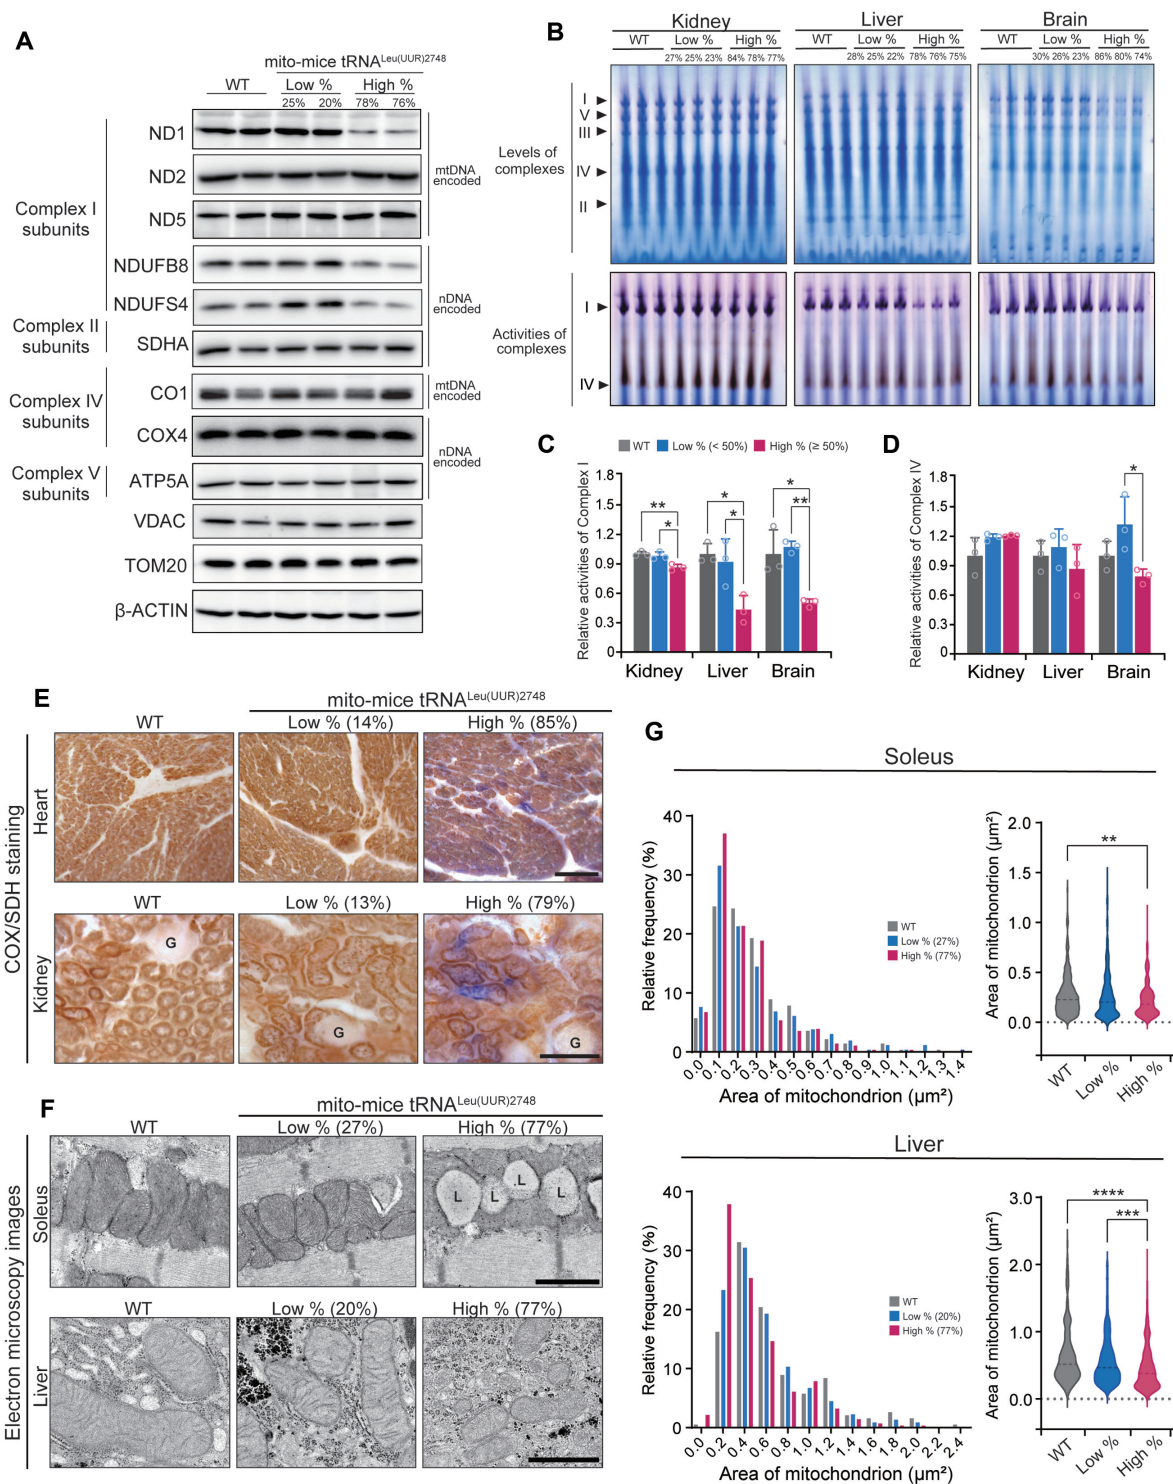 A
mito-mice tRNA^Leu(UUR)2748
WT Low % High %
25% 20% 78% 76%
ND1
ND2
ND5
NDUFB8
NDUFS4
SDHA
CO1
COX4
ATP5A
VDAC
TOM20
β-ACTIN
Complex I
subunits
Complex II
subunits
Complex IV
subunits
Complex V
subunits
mtDNA
encoded
nDNA
encoded
mtDNA
encoded
nDNA
encoded
B
Kidney Liver Brain
WT Low % High % WT Low % High % WT Low % High %
27% 25% 23% 84% 78% 77% 28% 25% 22% 78% 76% 75% 30% 26% 23% 86% 80% 74%
Levels of
complexes
I
V
III
IV
II
Activities of
complexes
I
IV
C
WT Low % (< 50%) High % (≥ 50%)
Relative activities of Complex I
1.8
1.5
1.2
0.9
0.6
0.3
0
** * * * * **
Kidney Liver Brain
D
Relative activities of Complex IV
1.8
1.5
1.2
0.9
0.6
0.3
0
*
Kidney Liver Brain
E
mito-mice tRNA^Leu(UUR)2748
WT Low % (14%) High % (85%)
COX/SDH staining
Heart
WT Low % (13%) High % (79%)
Kidney
G G G
F
mito-mice tRNA^Leu(UUR)2748
WT Low % (27%) High % (77%)
Electron microscopy images
Soleus
L L L L
WT Low % (20%) High % (77%)
Liver
G
Soleus
Relative frequency (%)
40
30
20
10
0
WT
Low % (27%)
High % (77%)
0.0 0.1 0.2 0.3 0.4 0.5 0.6 0.7 0.8 0.9 1.0 1.1 1.2 1.3 1.4
Area of mitochondrion (µm²)
Area of mitochondrion (µm²)
2.0
1.5
1.0
0.5
0.0
**
WT Low % High %
Liver
Relative frequency (%)
40
30
20
10
0
WT
Low % (20%)
High % (77%)
0.0 0.2 0.4 0.6 0.8 1.0 1.2 1.4 1.6 1.8 2.0 2.2 2.4
Area of mitochondrion (µm²)
Area of mitochondrion (µm²)
3.0
2.0
1.0
0.0
****
***
WT Low % High %